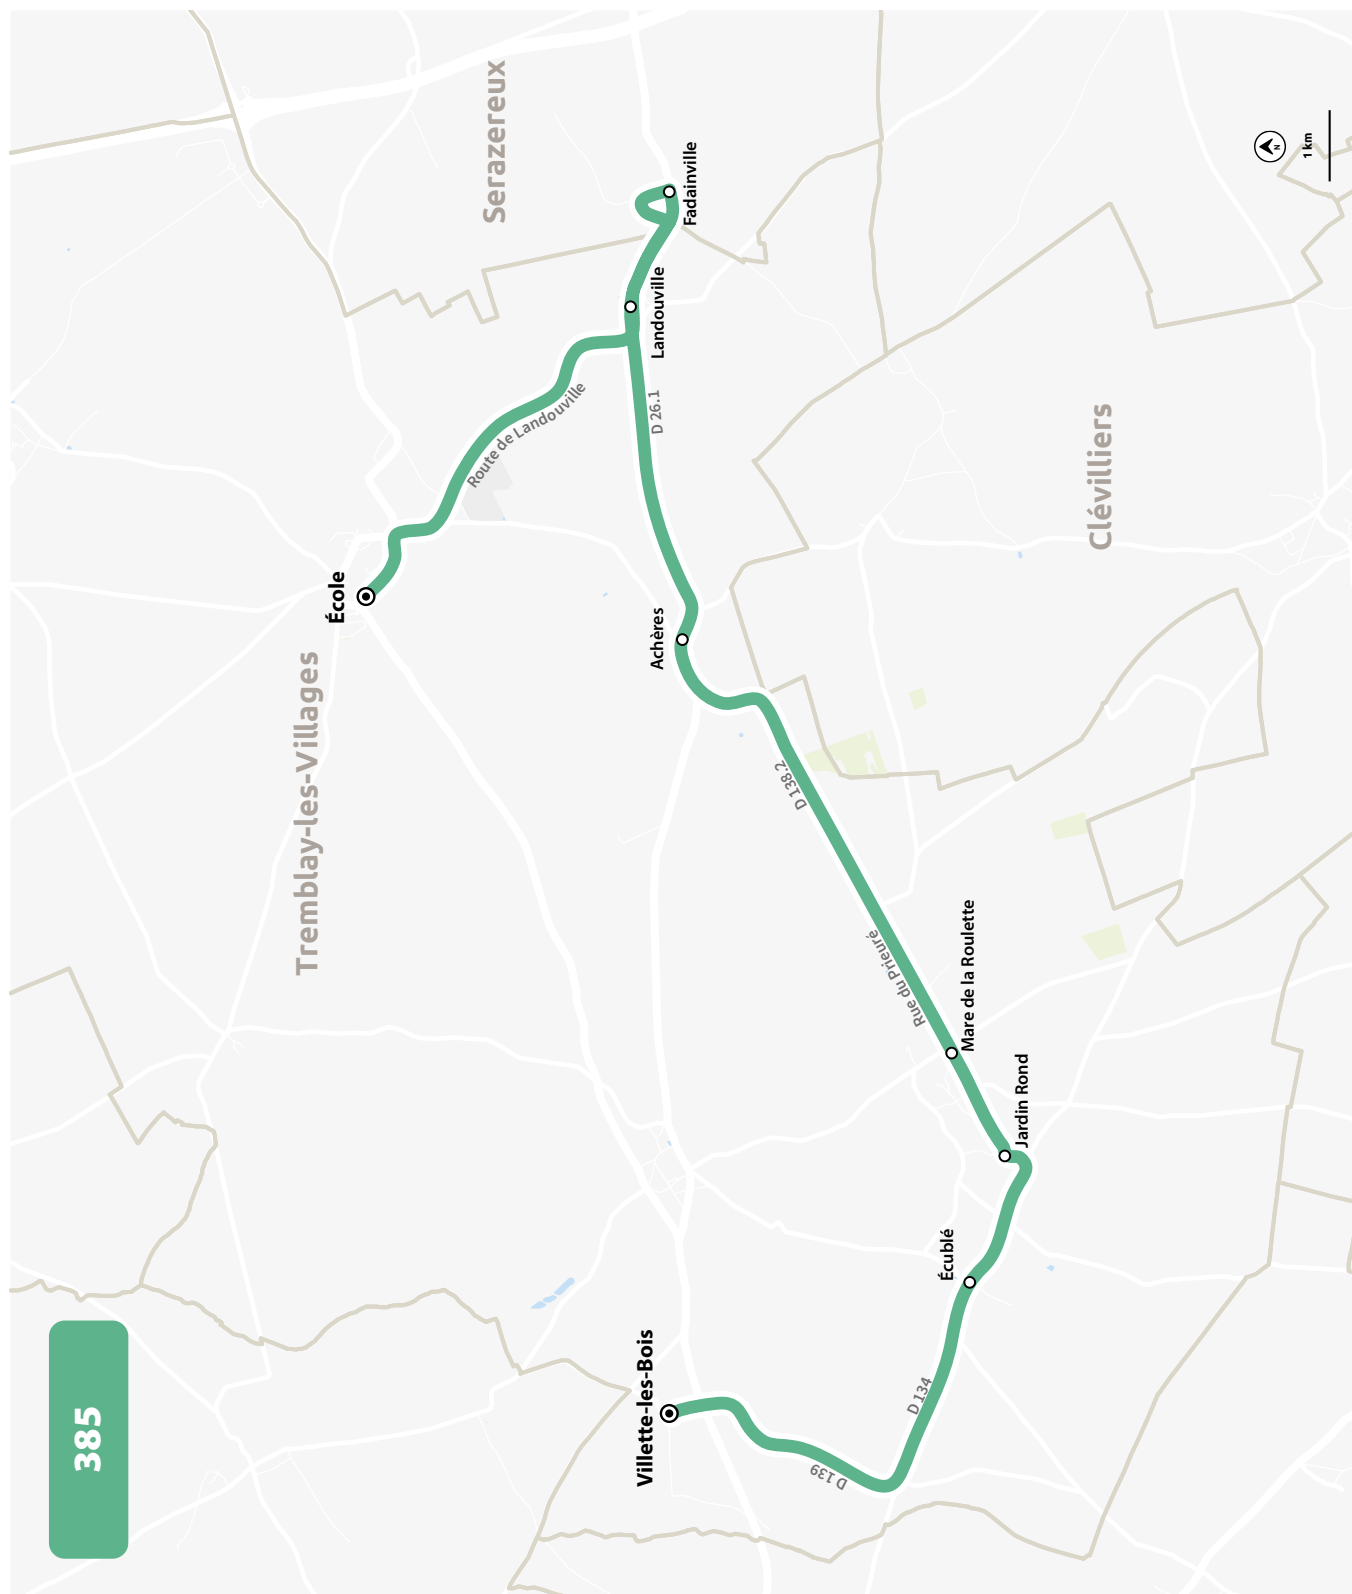 385
Villette-les-Bois
D 139
D 134
Écublé
Jardin Rond
Mare de la Roulette
Rue du Prieuré
D 138.2
Achères
Tremblay-les-Villages
École
Route de Landouville
D 26.1
Landouville
Fadainville
Serazereux
Clévilliers
N
1 km